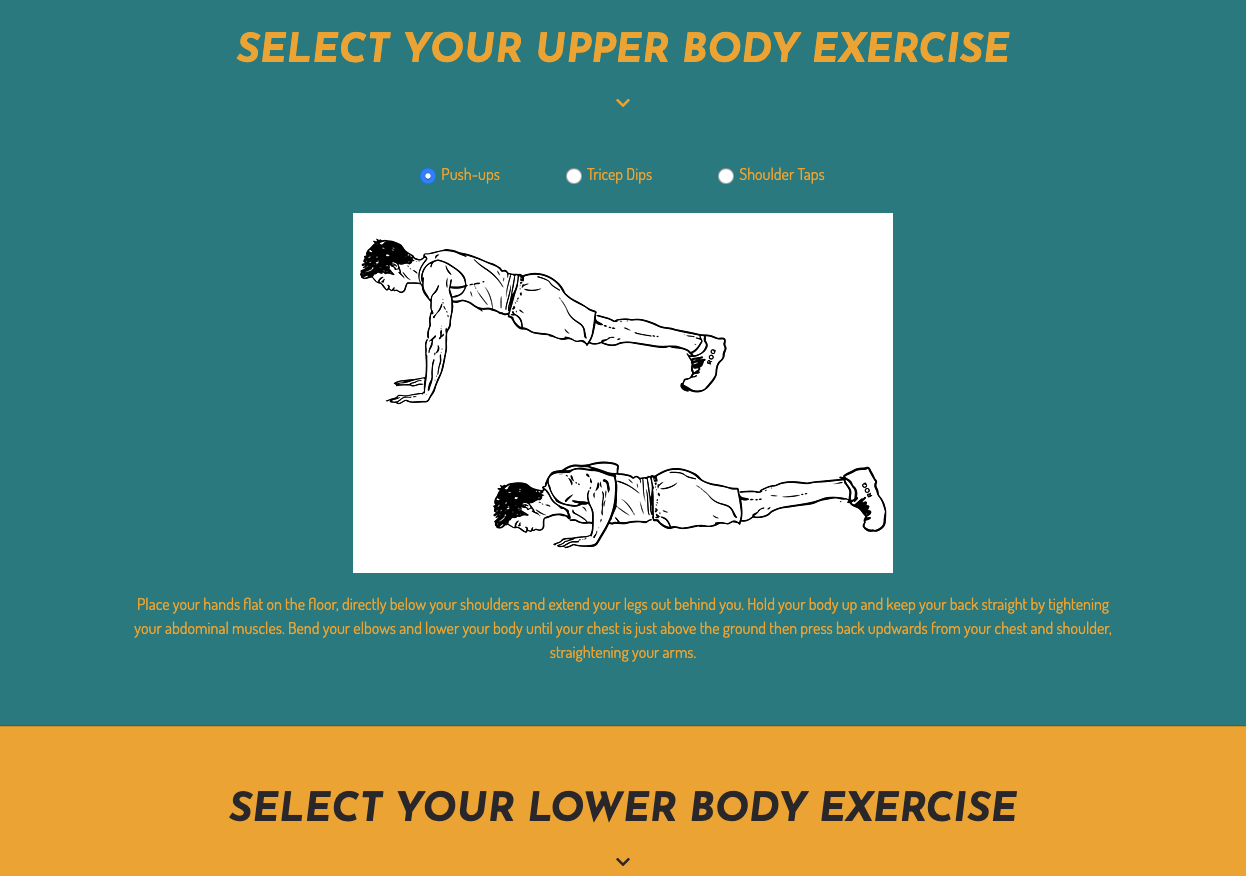 SELECT YOUR UPPER BODY EXERCISE
Push-ups
Tricep Dips
Shoulder Taps
ROG
ROG
Place your hands flat on the floor, directly below your shoulders and extend your legs out behind you. Hold your body up and keep your back straight by tightening
your abdominal muscles. Bend your elbows and lower your body until your chest is just above the ground then press back updwards from your chest and shoulder,
straightening your arms.
SELECT YOUR LOWER BODY EXERCISE